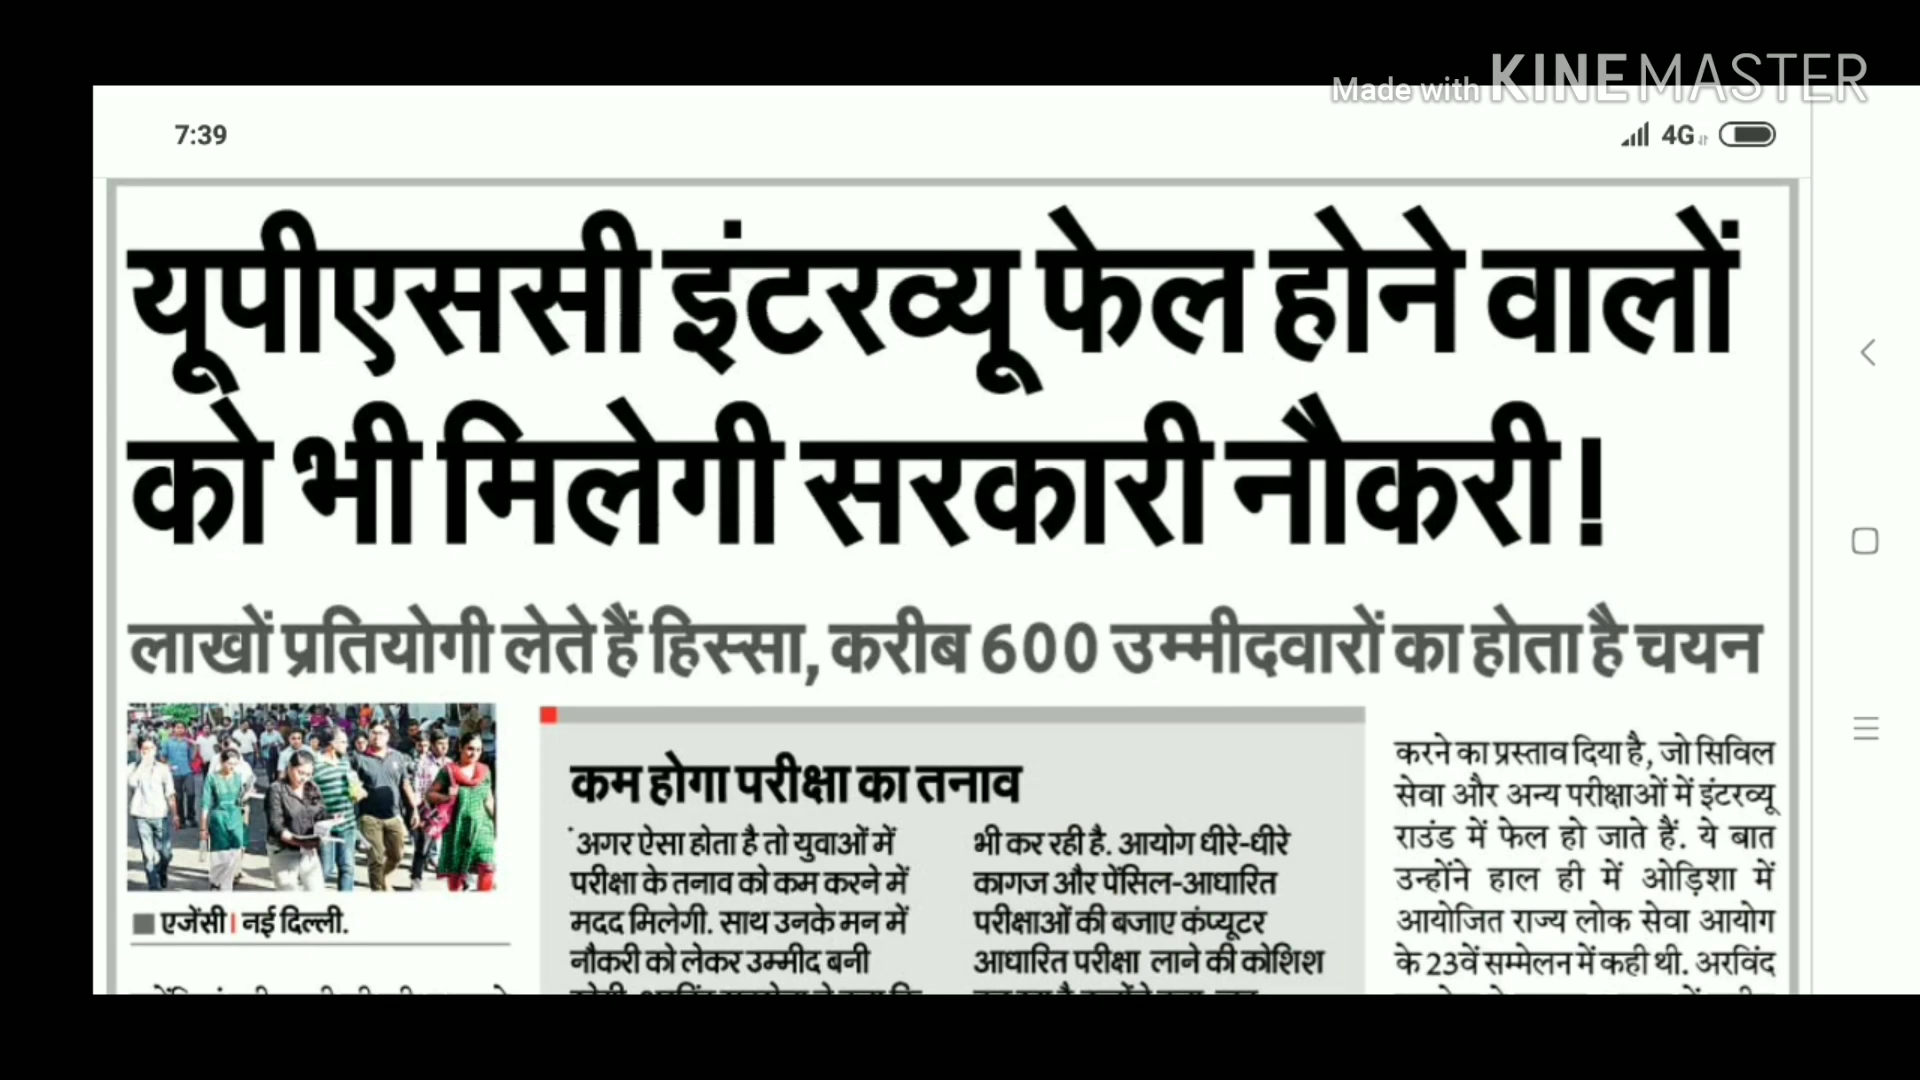 Made with KINEMASTER
7:39
4G
यूपीएससी इंटरव्यू फेल होने वालों
को भी मिलेगी सरकारी नौकरी!
लाखों प्रतियोगी लेते हैं हिस्सा, करीब 600 उम्मीदवारों का होता है चयन
एजेंसी। नई दिल्ली.
कम होगा परीक्षा का तनाव
अगर ऐसा होता है तो युवाओं में
परीक्षा के तनाव को कम करने में
मदद मिलेगी. साथ उनके मन में
नौकरी को लेकर उम्मीद बनी
भी कर रही है. आयोग धीरे-धीरे
कागज और पेंसिल-आधारित
परीक्षाओं की बजाए कंप्यूटर
आधारित परीक्षा लाने की कोशिश
करने का प्रस्ताव दिया है, जो सिविल
सेवा और अन्य परीक्षाओं में इंटरव्यू
राउंड में फेल हो जाते हैं. ये बात
उन्होंने हाल ही में ओड़िशा में
आयोजित राज्य लोक सेवा आयोग
के 23वें सम्मेलन में कही थी. अरविंद